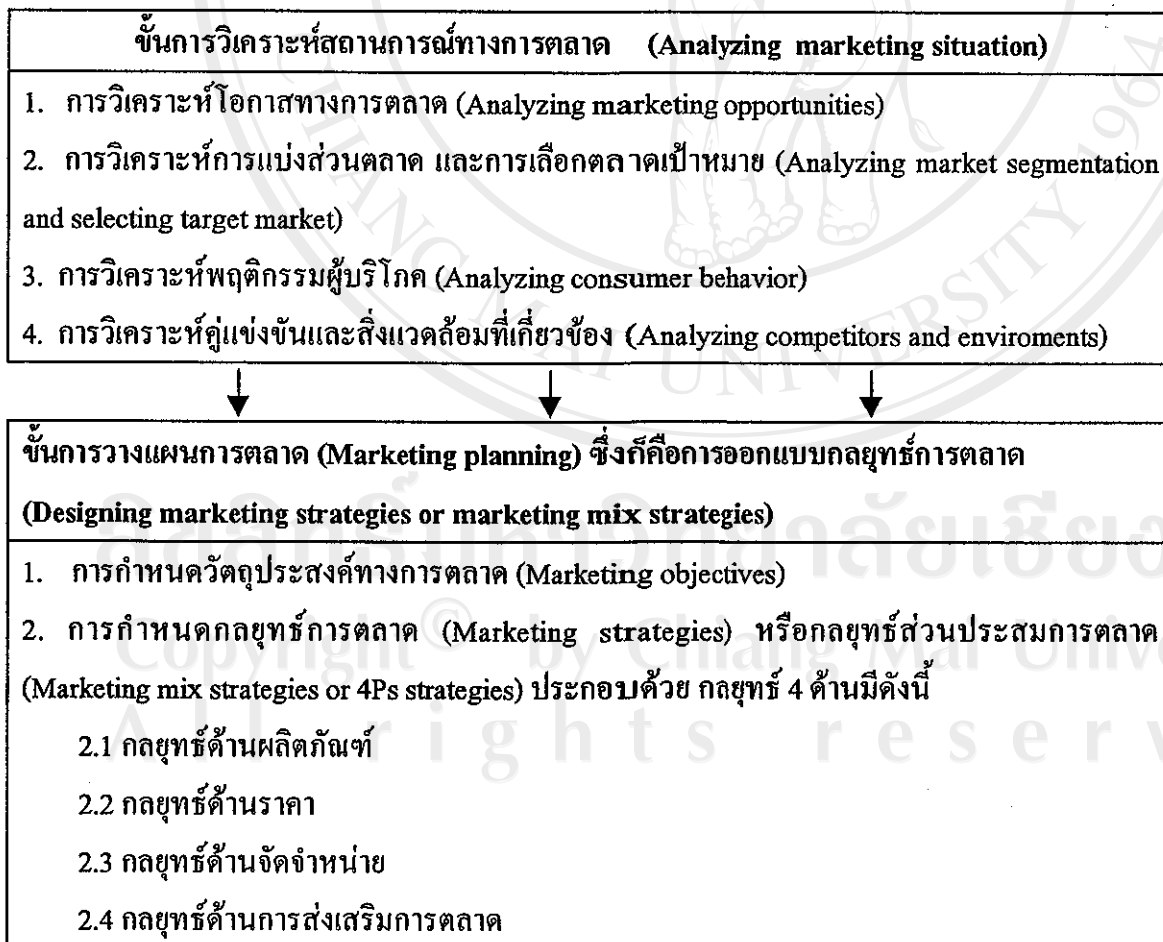 ขั้นการวิเคราะห์สถานการณ์ทางการตลาด (Analyzing marketing situation)
1. การวิเคราะห์โอกาสทางการตลาด (Analyzing marketing opportunities)
2. การวิเคราะห์การแบ่งส่วนตลาด และการเลือกตลาดเป้าหมาย (Analyzing market segmentation
and selecting target market)
3. การวิเคราะห์พฤติกรรมผู้บริโภค (Analyzing consumer behavior)
4. การวิเคราะห์คู่แข่งขันและสิ่งแวดล้อมที่เกี่ยวข้อง (Analyzing competitors and enviroments)
ขั้นการวางแผนการตลาด (Marketing planning) ซึ่งก็คือการออกแบบกลยุทธ์การตลาด
(Designing marketing strategies or marketing mix strategies)
1. การกำหนดวัตถุประสงค์ทางการตลาด (Marketing objectives)
2. การกำหนดกลยุทธ์การตลาด (Marketing strategies) หรือกลยุทธ์ส่วนประสมการตลาด
(Marketing mix strategies or 4Ps strategies) ประกอบด้วย กลยุทธ์ 4 ด้านมีดังนี้
2.1 กลยุทธ์ด้านผลิตภัณฑ์
2.2 กลยุทธ์ด้านราคา
2.3 กลยุทธ์ด้านจัดจำหน่าย
2.4 กลยุทธ์ด้านการส่งเสริมการตลาด
CHIANG MAI UNIVERSITY 1964
Copyright © by Chiang Mai
All rights